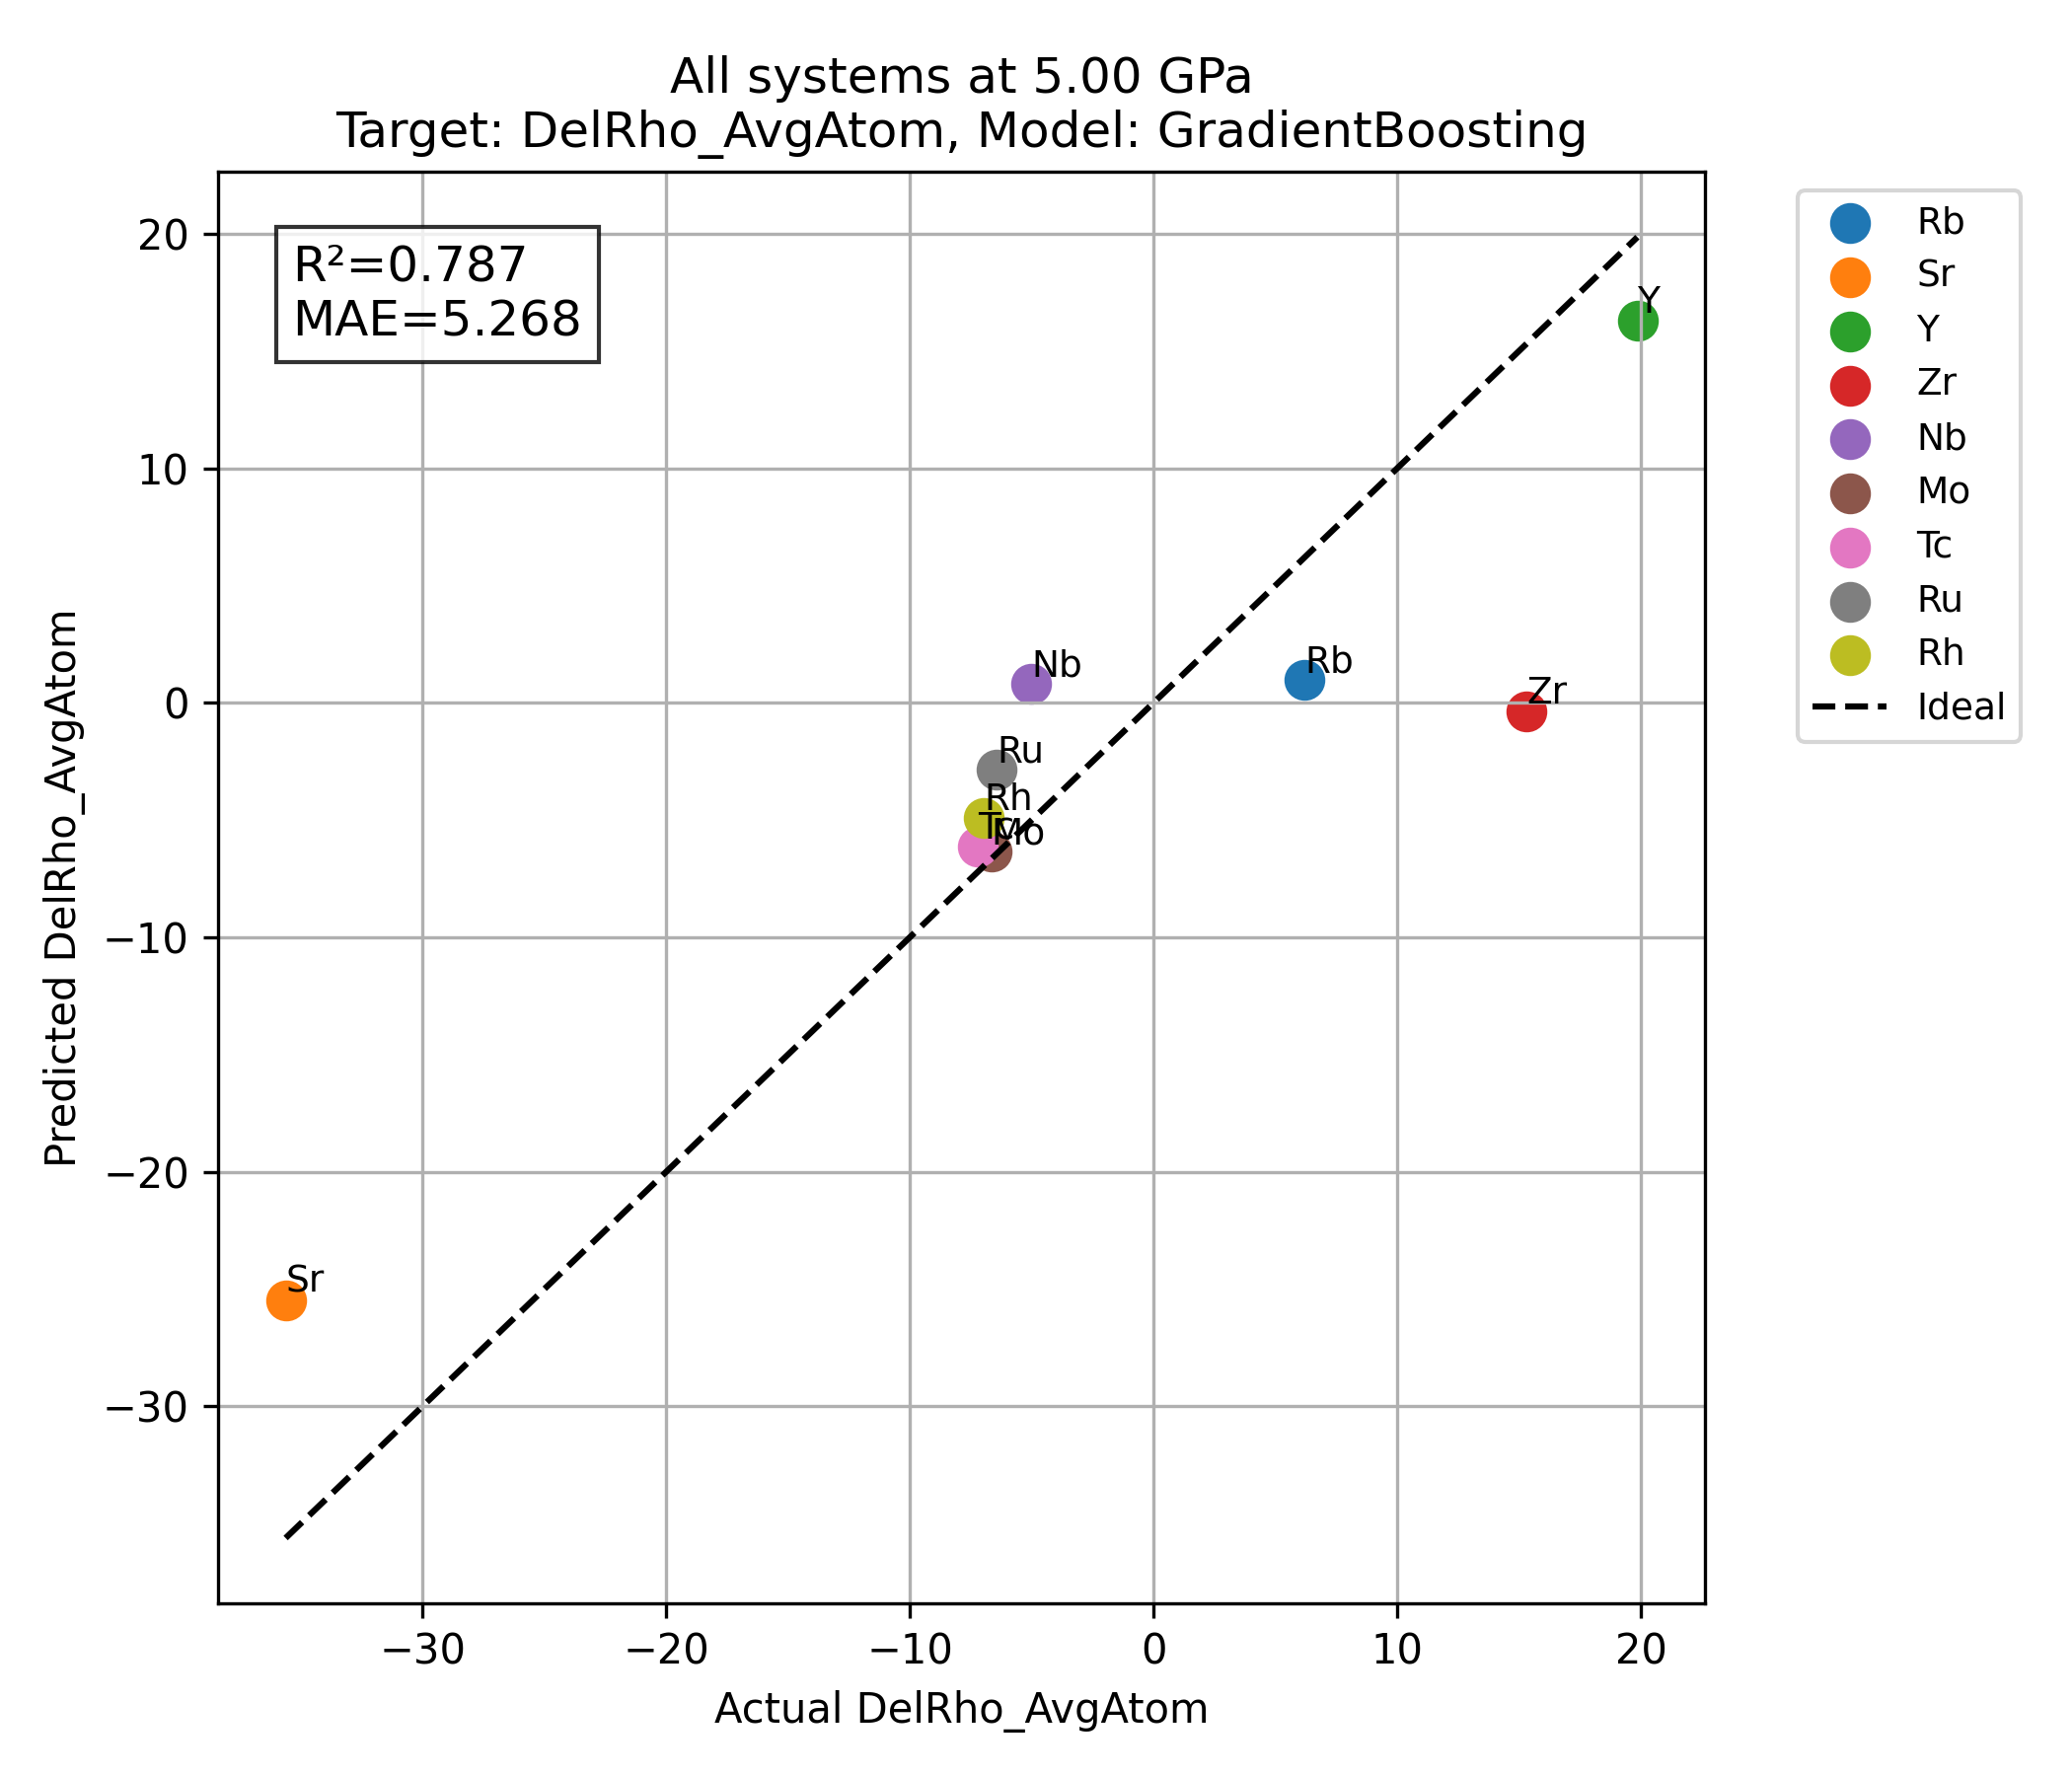 All systems at 5.00 GPa
Target: DelRho_AvgAtom, Model: GradientBoosting
R²=0.787
MAE=5.268
20
10
0
−10
−20
−30
Predicted DelRho_AvgAtom
Y
Nb
Rb
Zr
Ru
Rh
Tc
Mo
Sr
−30
−20
−10
0
10
20
Actual DelRho_AvgAtom
Rb
Sr
Y
Zr
Nb
Mo
Tc
Ru
Rh
Ideal